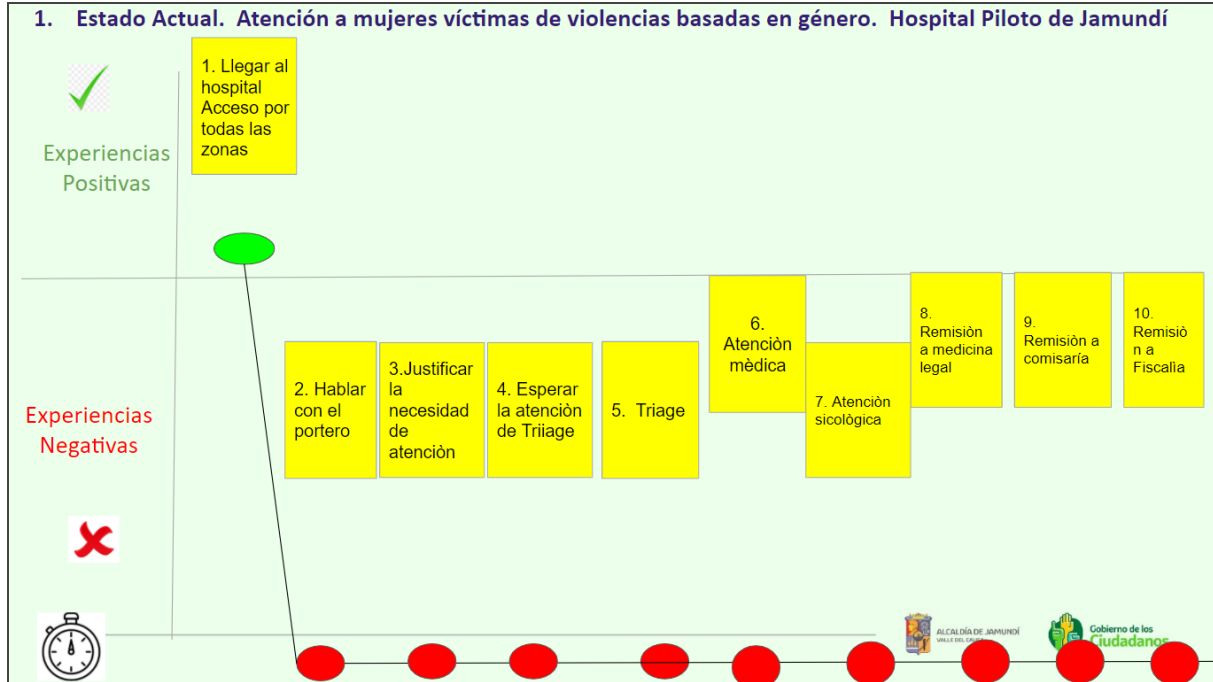 1. Estado Actual. Atención a mujeres víctimas de violencias basadas en género. Hospital Piloto de Jamundí
1. Llegar al
hospital
Acceso por
todas las
zonas
Experiencias
Positivas
2. Hablar
con el
portero
3.Justificar
la
necesidad
de
atenciòn
4. Esperar
la atenciòn
de Triiage
5. Triage
6.
Atenciòn
mèdica
7. Atenciòn
sicològica
8.
Remisiòn
a medicina
legal
9.
Remisiòn a
comisaría
10.
Remisiò
n a
Fiscalìa
Experiencias
Negativas
ALCALDÍA DE JAMUNDÍ
VALLE DEL CAUCA
Gobierno de los
Ciudadanos